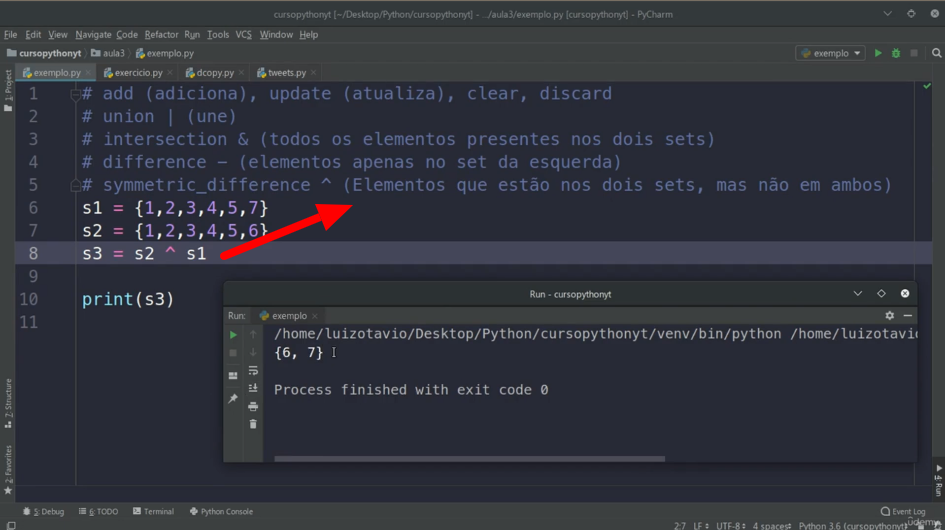 cursopythonyt [~/Desktop/Python/cursopythonyt] - .../aula3/exemplo.py [cursopythonyt] - PyCharm
File Edit View Navigate Code Refactor Run Tools VCS Window Help
cursopythonyt aula3 exemplo.py exemplo
exemplo.py exercicio.py dcopy.py tweets.py
1: Project
1 # add (adiciona), update (atualiza), clear, discard
2 # union | (une)
3 # intersection & (todos os elementos presentes nos dois sets)
4 # difference - (elementos apenas no set da esquerda)
5 # symmetric_difference ^ (Elementos que estão nos dois sets, mas não em ambos)
6 s1 = {1,2,3,4,5,7}
7 s2 = {1,2,3,4,5,6}
8 s3 = s2 ^ s1
9
10 print(s3)
11
Run - cursopythonyt
Run: exemplo
/home/luizotavio/Desktop/Python/cursopythonyt/venv/bin/python /home/luizotavio
{6, 7}
Process finished with exit code 0
7: Structure
2: Favorites
4: Run
5: Debug 6: TODO Terminal Python Console Event Log
2:7 LF UTF-8 4 spaces Python 3.6 (cursopythonyt)
udemy